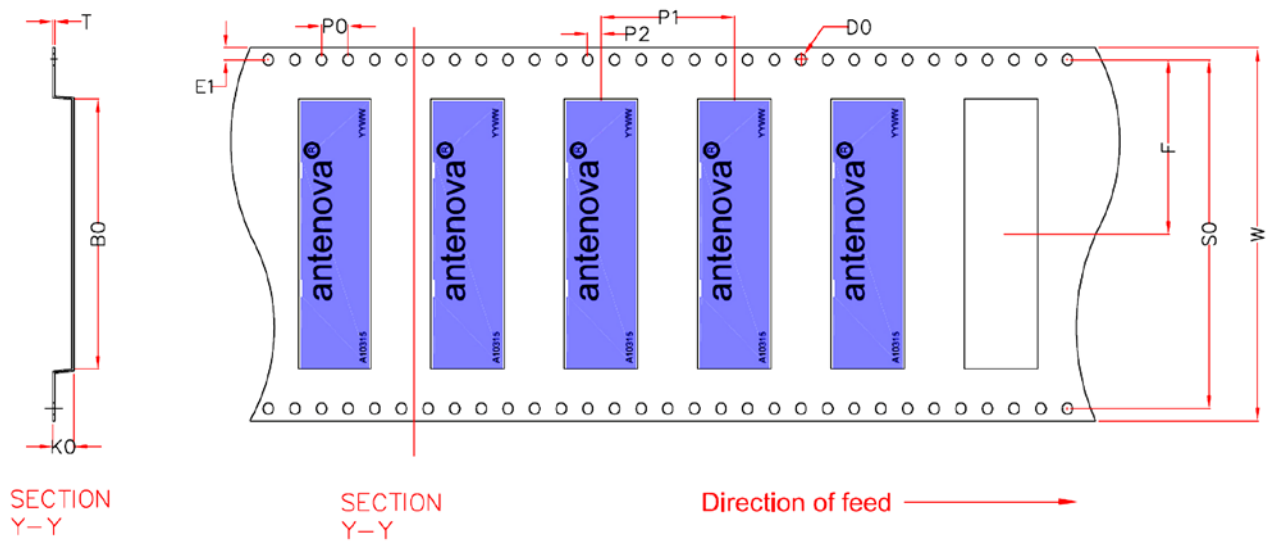 T
P0
P1
P2
D0
E1
YYWW
YYWW
YYWW
YYWW
YYWW
antenova®
antenova®
antenova®
antenova®
antenova®
F
B0
S0
W
A10315
A10315
A10315
A10315
A10315
K0
SECTION
Y-Y
SECTION
Y-Y
Direction of feed